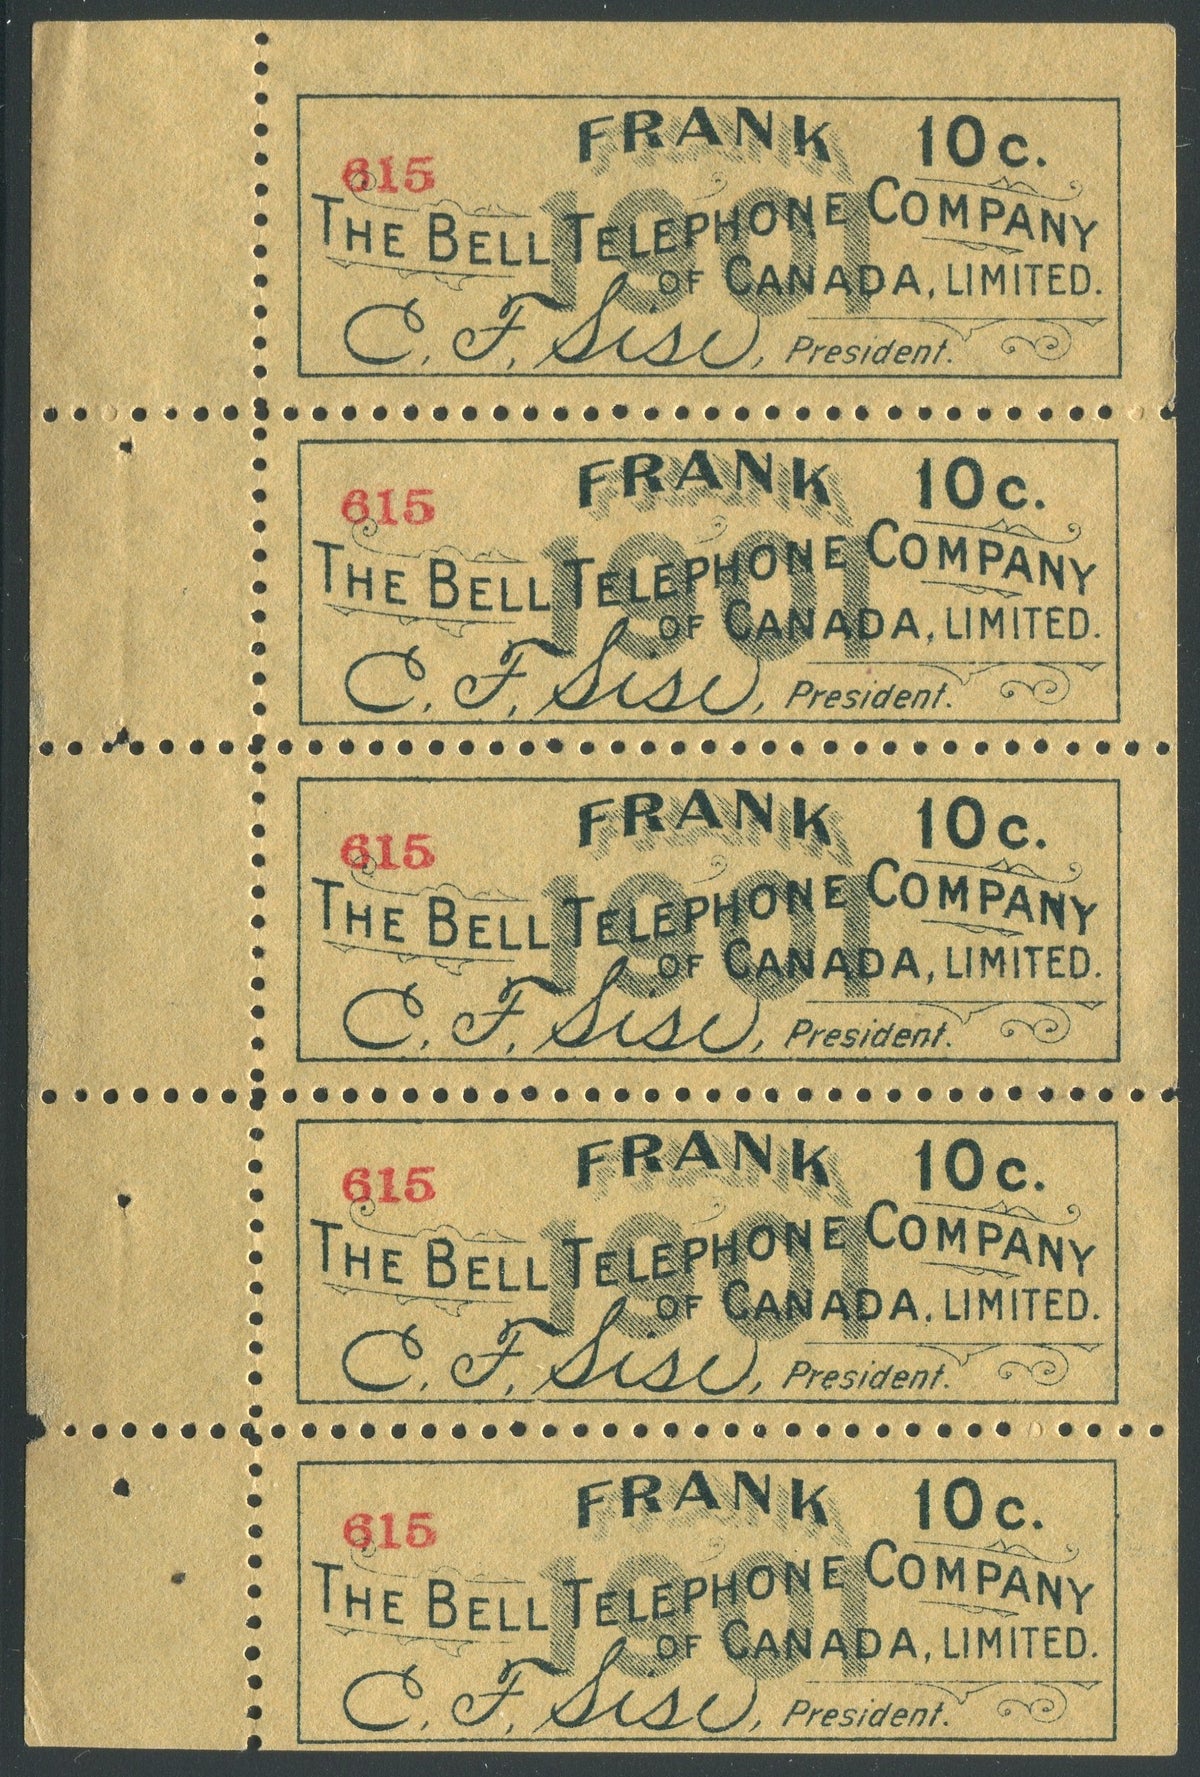 FRANK 10c.
615
1901
THE BELL TELEPHONE COMPANY
OF CANADA, LIMITED.
C. F. Sise, President.
FRANK 10c.
615
1901
THE BELL TELEPHONE COMPANY
OF CANADA, LIMITED.
C. F. Sise, President.
FRANK 10c.
615
1901
THE BELL TELEPHONE COMPANY
OF CANADA, LIMITED.
C. F. Sise, President.
FRANK 10c.
615
1901
THE BELL TELEPHONE COMPANY
OF CANADA, LIMITED.
C. F. Sise, President.
FRANK 10c.
615
1901
THE BELL TELEPHONE COMPANY
OF CANADA, LIMITED.
C. F. Sise, President.